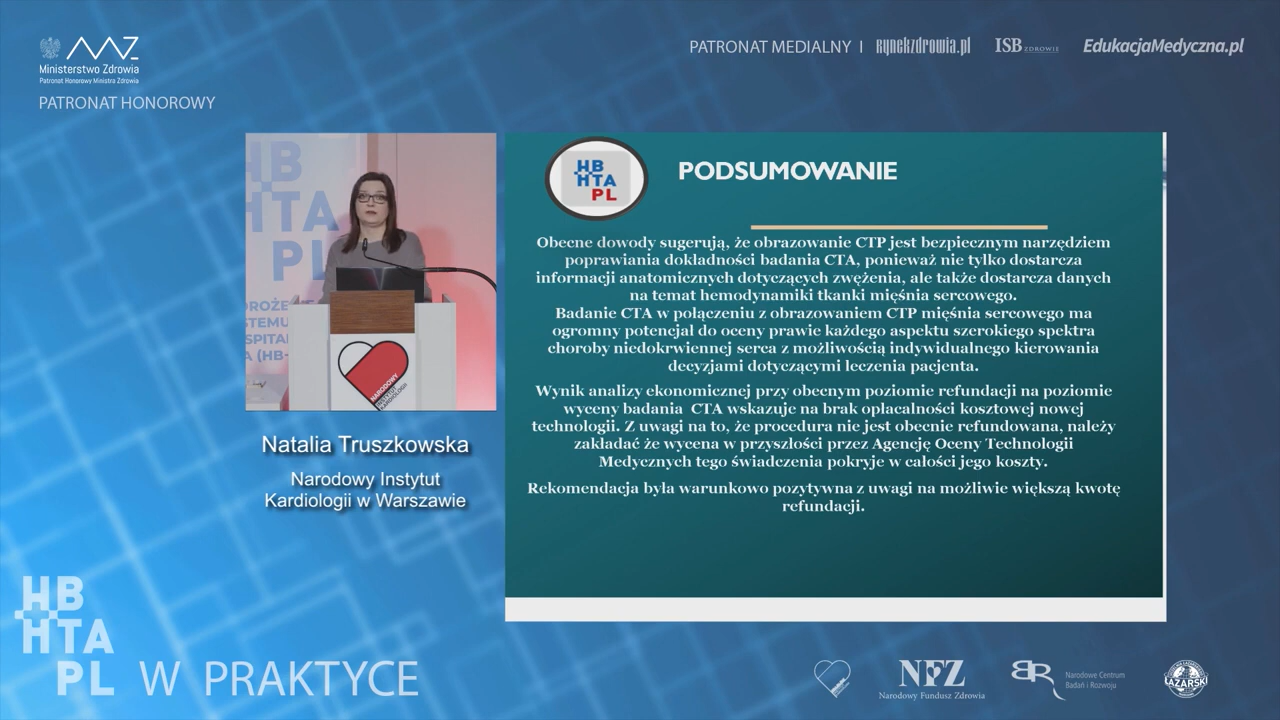 Ministerstwo Zdrowia
Patronat Honorowy Ministra Zdrowia
PATRONAT HONOROWY
PATRONAT MEDIALNY I rynekzdrowia.pl ISB ZDROWIE EdukacjaMedyczna.pl
HB
HTA
PL
HB
HTA
PL
NARODOWY
INSTYTUT
KARDIOLOGII
PODSUMOWANIE
Obecne dowody sugerują, że obrazowanie CTP jest bezpiecznym narzędziem
poprawiania dokładności badania CTA, ponieważ nie tylko dostarcza
informacji anatomicznych dotyczących zwężenia, ale także dostarcza danych
na temat hemodynamiki tkanki mięśnia sercowego.
Badanie CTA w połączeniu z obrazowaniem CTP mięśnia sercowego ma
ogromny potencjał do oceny prawie każdego aspektu szerokiego spektra
choroby niedokrwiennej serca z możliwością indywidualnego kierowania
decyzjami dotyczącymi leczenia pacjenta.
Wynik analizy ekonomicznej przy obecnym poziomie refundacji na poziomie
wyceny badania CTA wskazuje na brak opłacalności kosztowej nowej
technologii. Z uwagi na to, że procedura nie jest obecnie refundowana, należy
zakładać że wycena w przyszłości przez Agencję Oceny Technologii
Medycznych tego świadczenia pokryje w całości jego koszty.
Rekomendacja była warunkowo pozytywna z uwagi na możliwie większą kwotę
refundacji.
Natalia Truszkowska
Narodowy Instytut
Kardiologii w Warszawie
HB
HTA
PL W PRAKTYCE
NFZ
Narodowy Fundusz Zdrowia
Narodowe Centrum
Badań i Rozwoju
ŁAZARSKI